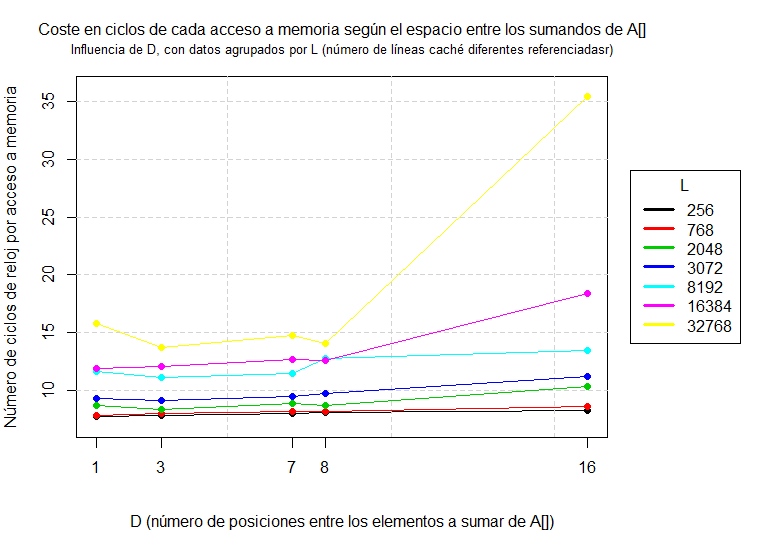 Coste en ciclos de cada acceso a memoria según el espacio entre los sumandos de A[]
Influencia de D, con datos agrupados por L (número de líneas caché diferentes referenciadasr)
Número de ciclos de reloj por acceso a memoria
35
30
25
20
15
10
1 3 7 8 16
D (número de posiciones entre los elementos a sumar de A[])
L
256
768
2048
3072
8192
16384
32768